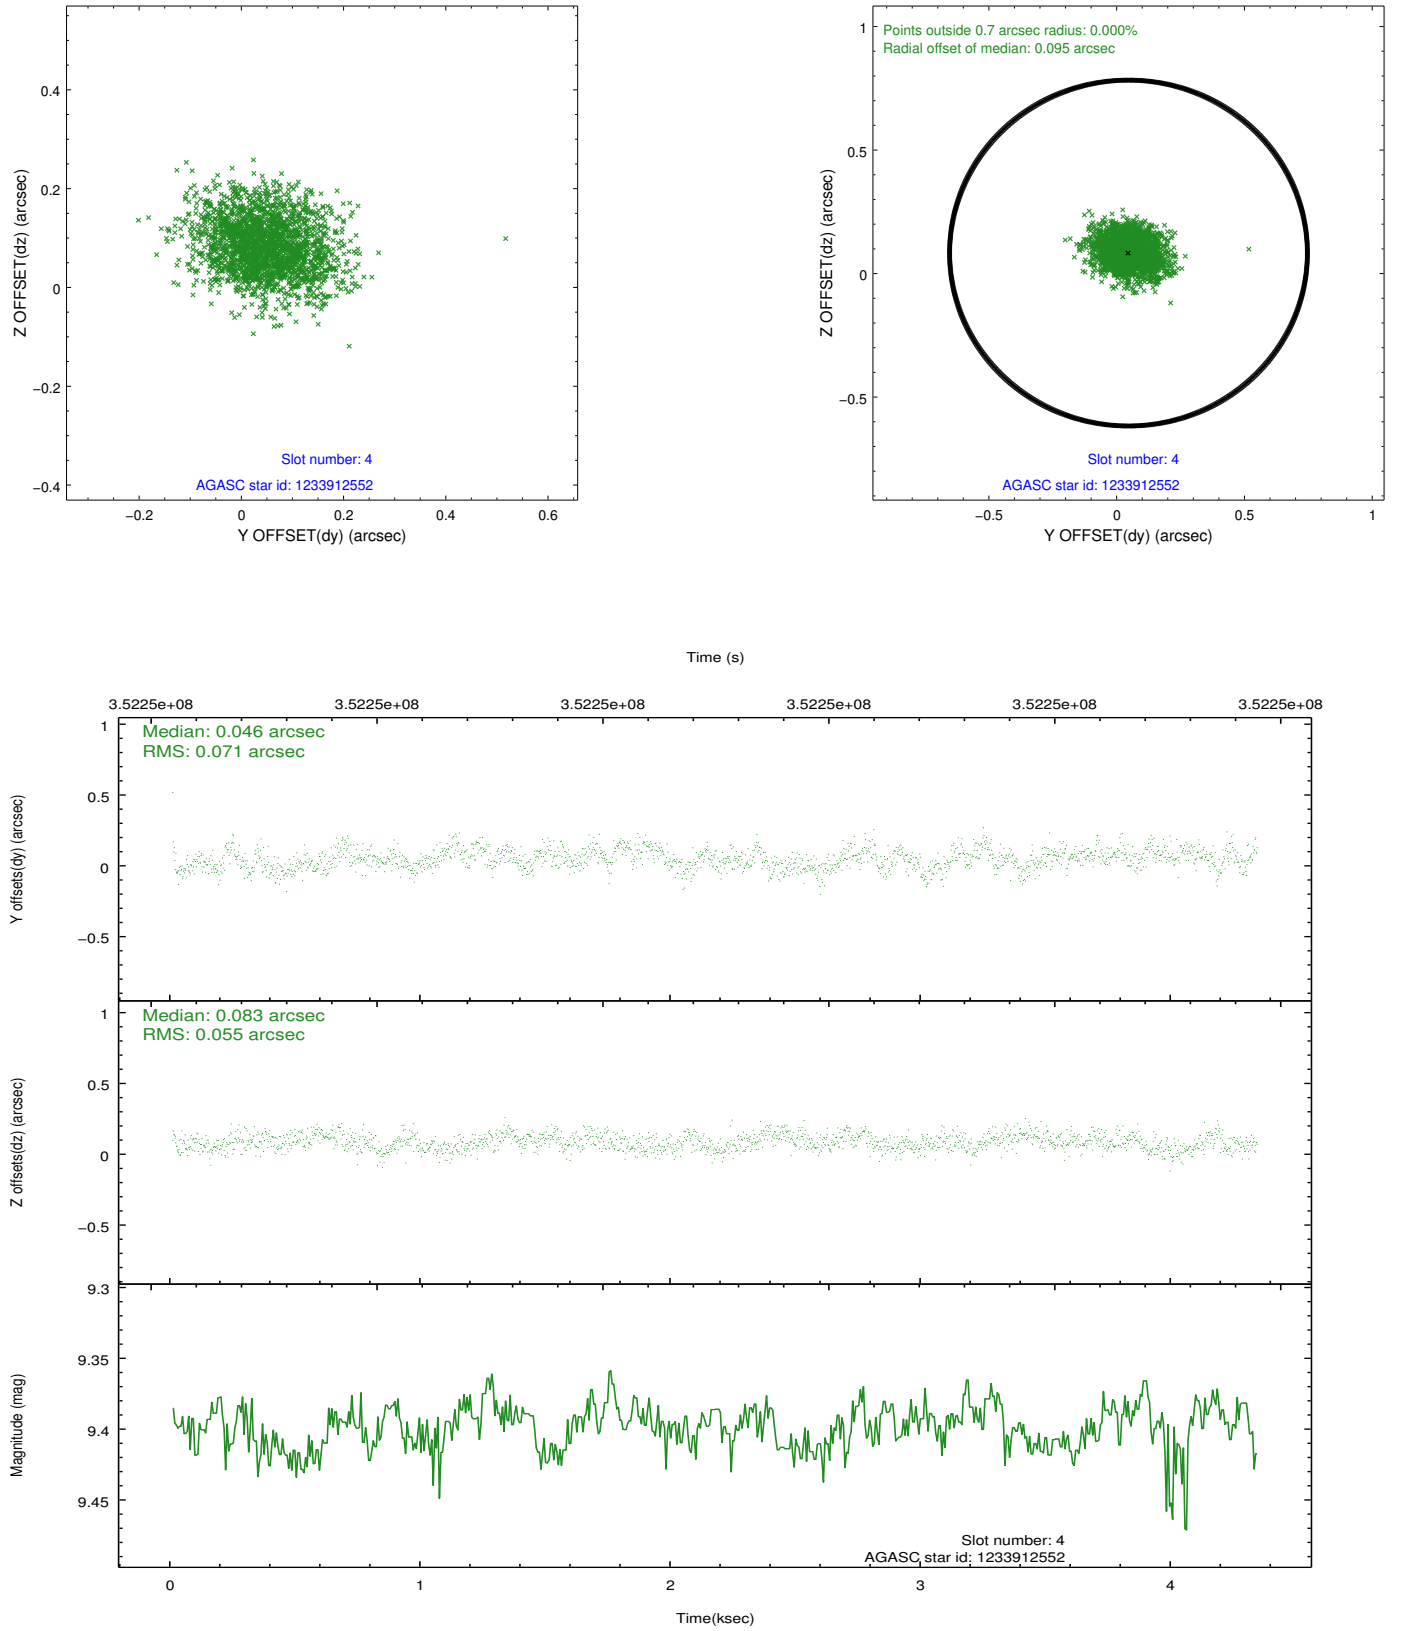 0.4
0.2
0
−0.2
−0.4
Z OFFSET(dz) (arcsec)
Slot number: 4
AGASC star id: 1233912552
−0.2 0 0.2 0.4 0.6
Y OFFSET(dy) (arcsec)
Points outside 0.7 arcsec radius: 0.000%
Radial offset of median: 0.095 arcsec
1
0.5
0
−0.5
Z OFFSET(dz) (arcsec)
Slot number: 4
AGASC star id: 1233912552
−0.5 0 0.5 1
Y OFFSET(dy) (arcsec)
Time (s)
3.5225e+08 3.5225e+08 3.5225e+08 3.5225e+08 3.5225e+08 3.5225e+08
Median: 0.046 arcsec
RMS: 0.071 arcsec
1
0.5
0
−0.5
Y offsets(dy) (arcsec)
Median: 0.083 arcsec
RMS: 0.055 arcsec
1
0.5
0
−0.5
Z offsets(dz) (arcsec)
9.3
9.35
9.4
9.45
Magnitude (mag)
Slot number: 4
AGASC star id: 1233912552
0 1 2 3 4
Time(ksec)